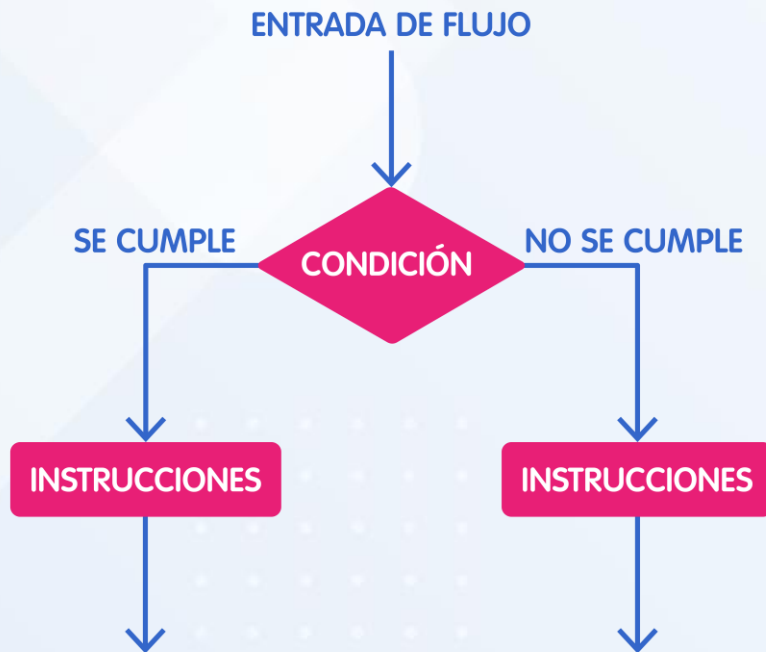 ENTRADA DE FLUJO
SE CUMPLE
CONDICIÓN
NO SE CUMPLE
INSTRUCCIONES
INSTRUCCIONES